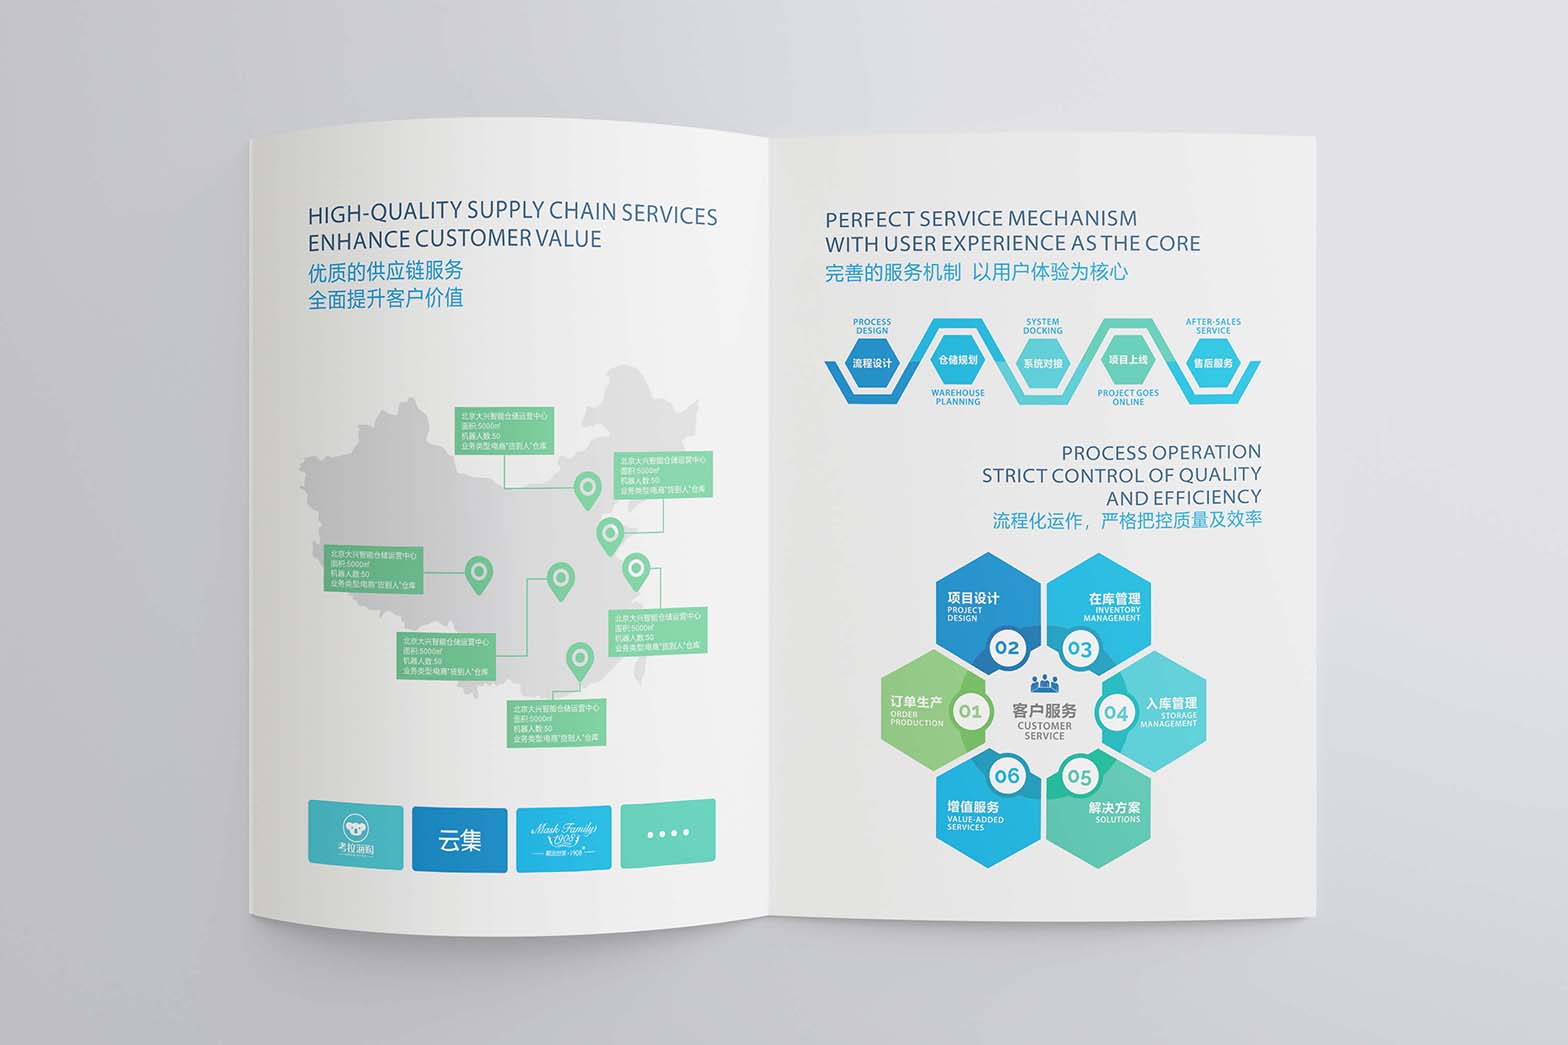 HIGH-QUALITY SUPPLY CHAIN SERVICES
ENHANCE CUSTOMER VALUE
优质的供应链服务
全面提升客户价值
北京大兴智能仓储运营中心
面积:5000㎡
机器人数:50
业务类型:电商"货到人"仓库
北京大兴智能仓储运营中心
面积:5000㎡
机器人数:50
业务类型:电商"货到人"仓库
北京大兴智能仓储运营中心
面积:5000㎡
机器人数:50
业务类型:电商"货到人"仓库
北京大兴智能仓储运营中心
面积:5000㎡
机器人数:50
业务类型:电商"货到人"仓库
北京大兴智能仓储运营中心
面积:5000㎡
机器人数:50
业务类型:电商"货到人"仓库
北京大兴智能仓储运营中心
面积:5000㎡
机器人数:50
业务类型:电商"货到人"仓库
考拉海购
云集
Mask Family
1908
PERFECT SERVICE MECHANISM
WITH USER EXPERIENCE AS THE CORE
完善的服务机制 以用户体验为核心
PROCESS
DESIGN
流程设计
仓储规划
WAREHOUSE
PLANNING
SYSTEM
DOCKING
系统对接
项目上线
PROJECT GOES
ONLINE
AFTER-SALES
SERVICE
售后服务
PROCESS OPERATION
STRICT CONTROL OF QUALITY
AND EFFICIENCY
流程化运作，严格把控质量及效率
项目设计
PROJECT
DESIGN
02
在库管理
INVENTORY
MANAGEMENT
03
订单生产
ORDER
PRODUCTION
01
客户服务
CUSTOMER
SERVICE
04
入库管理
STORAGE
MANAGEMENT
06
增值服务
VALUE-ADDED
SERVICES
05
解决方案
SOLUTIONS